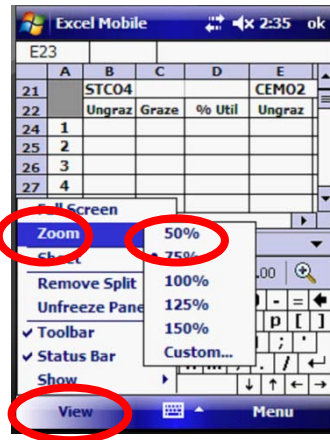 Excel Mobile 2:35 ok
E23
A B C D E
21 STCO4 CEMO2
22 Ungraz Graze % Util Ungraz
24 1
25 2
26 3
27 4
Full Screen
Zoom 50%
Sheet 75%
Remove Split 100%
Unfreeze Pane 125%
Toolbar 150%
Status Bar Custom...
Show
.00
- =
p [ ]
; '
. /
View Menu